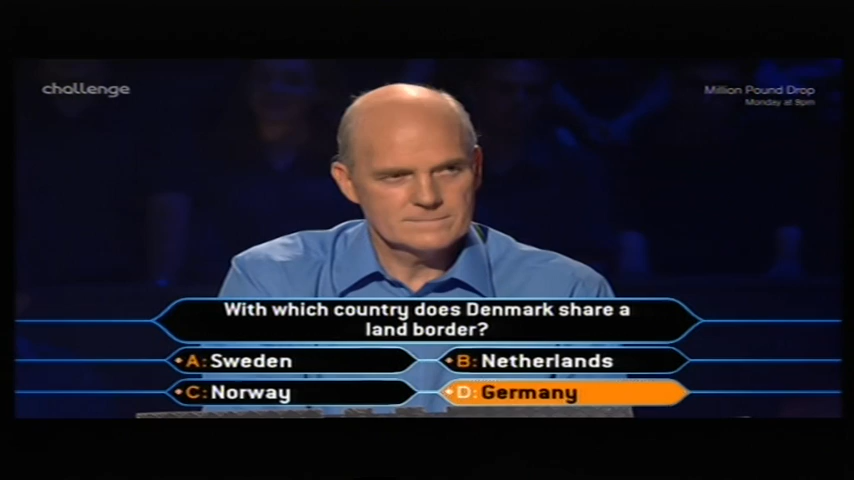 challenge
Million Pound Drop
Monday at 8pm
With which country does Denmark share a
land border?
A: Sweden
B: Netherlands
C: Norway
D: Germany